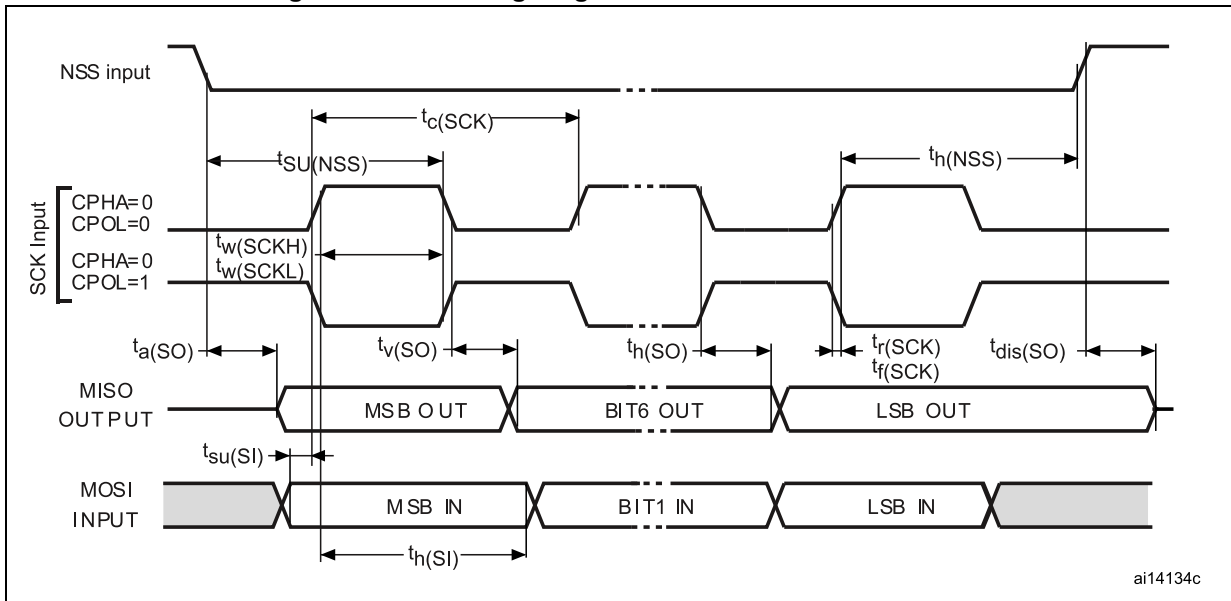 NSS input
tc(SCK)
tSU(NSS)
th(NSS)
SCK Input
CPHA=0
CPOL=0
tw(SCKH)
CPHA=0
tw(SCKL)
CPOL=1
ta(SO)
tv(SO)
th(SO)
tr(SCK)
tf(SCK)
tdis(SO)
MISO
OUTPUT
MSB OUT
BIT6 OUT
LSB OUT
tsu(SI)
MOSI
INPUT
MSB IN
BIT1 IN
LSB IN
th(SI)
ai14134c